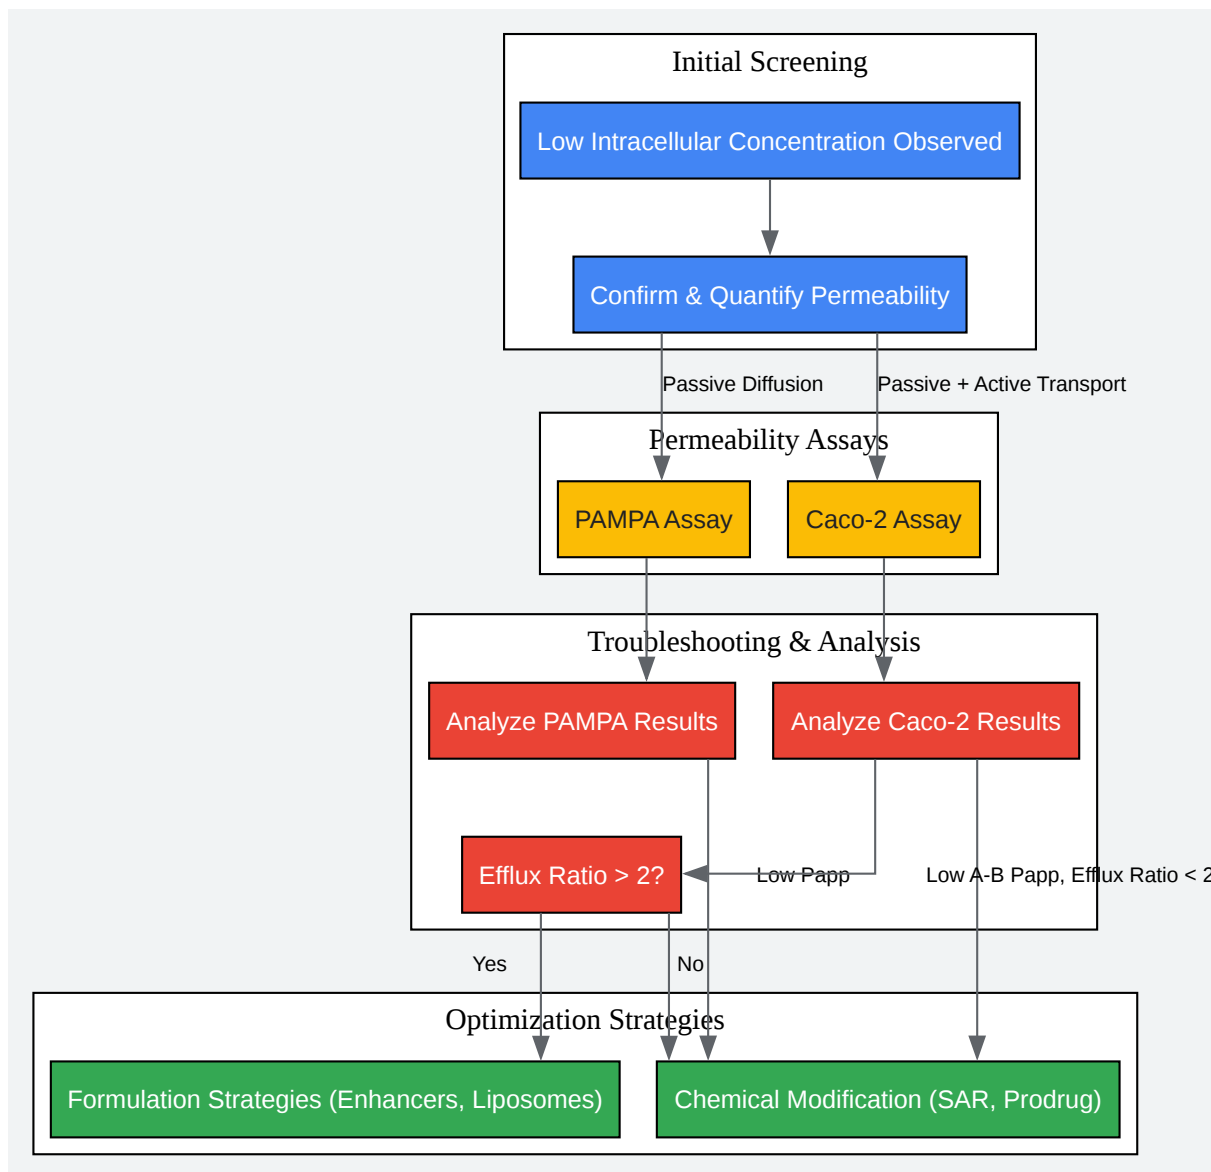 Initial Screening
Low Intracellular Concentration Observed
Confirm & Quantify Permeability
Passive Diffusion
Passive + Active Transport
Permeability Assays
PAMPA Assay
Caco-2 Assay
Troubleshooting & Analysis
Analyze PAMPA Results
Analyze Caco-2 Results
Efflux Ratio > 2?
Low Papp
Low A-B Papp, Efflux Ratio < 2
Yes
No
Optimization Strategies
Formulation Strategies (Enhancers, Liposomes)
Chemical Modification (SAR, Prodrug)